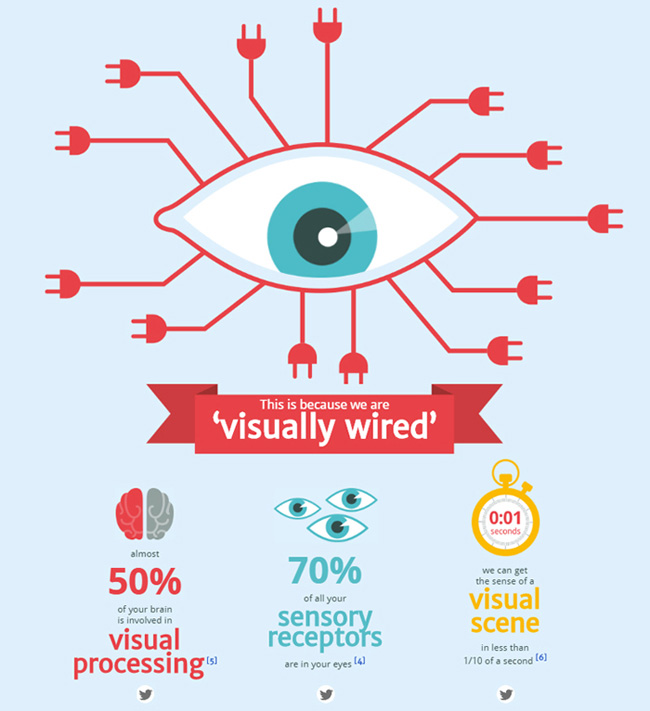 This is because we are
‘visually wired’
almost
50%
of your brain
is involved in
visual
processing [5]
70%
of all your
sensory
receptors
are in your eyes [4]
0:01
seconds
we can get
the sense of a
visual
scene
in less than
1/10 of a second [6]